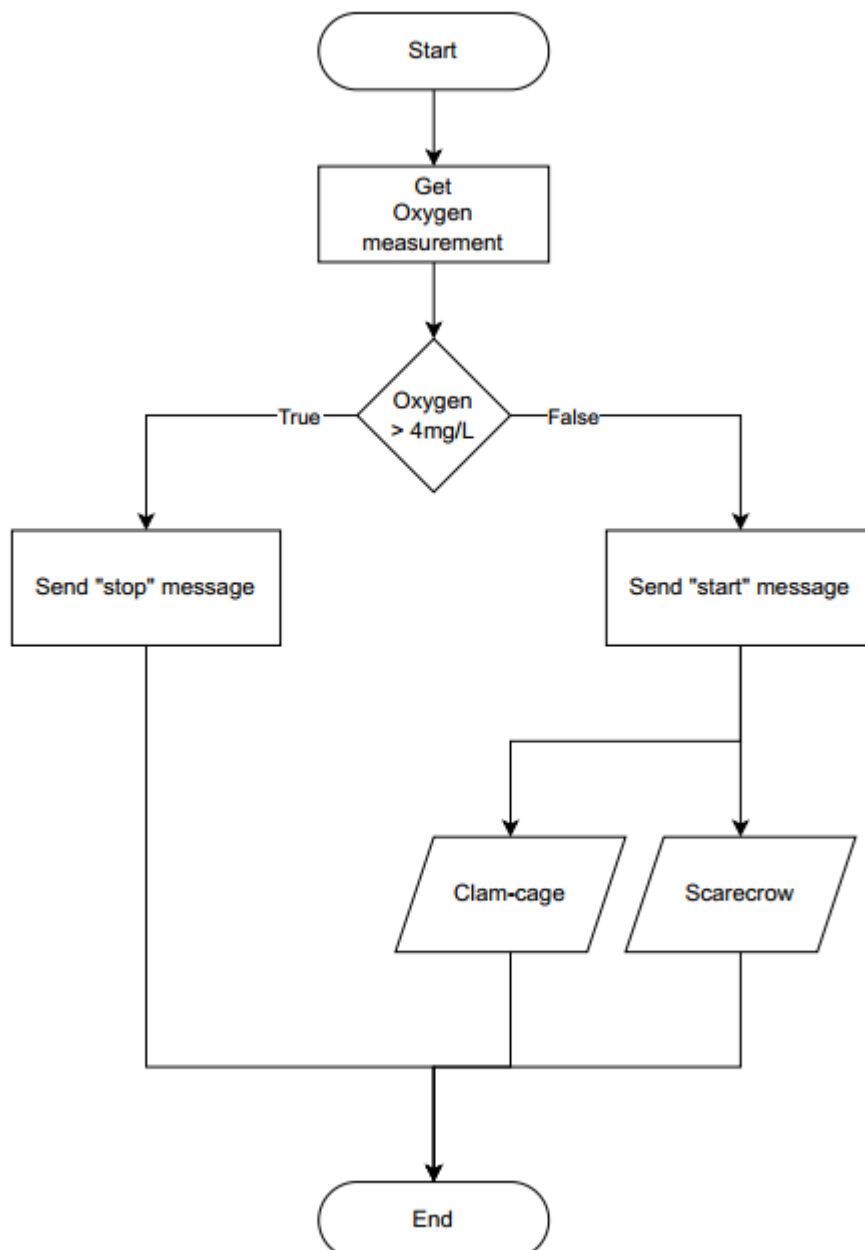 Start
Get
Oxygen
measurement
Oxygen
> 4mg/L
True
False
Send "stop" message
Send "start" message
Clam-cage
Scarecrow
End